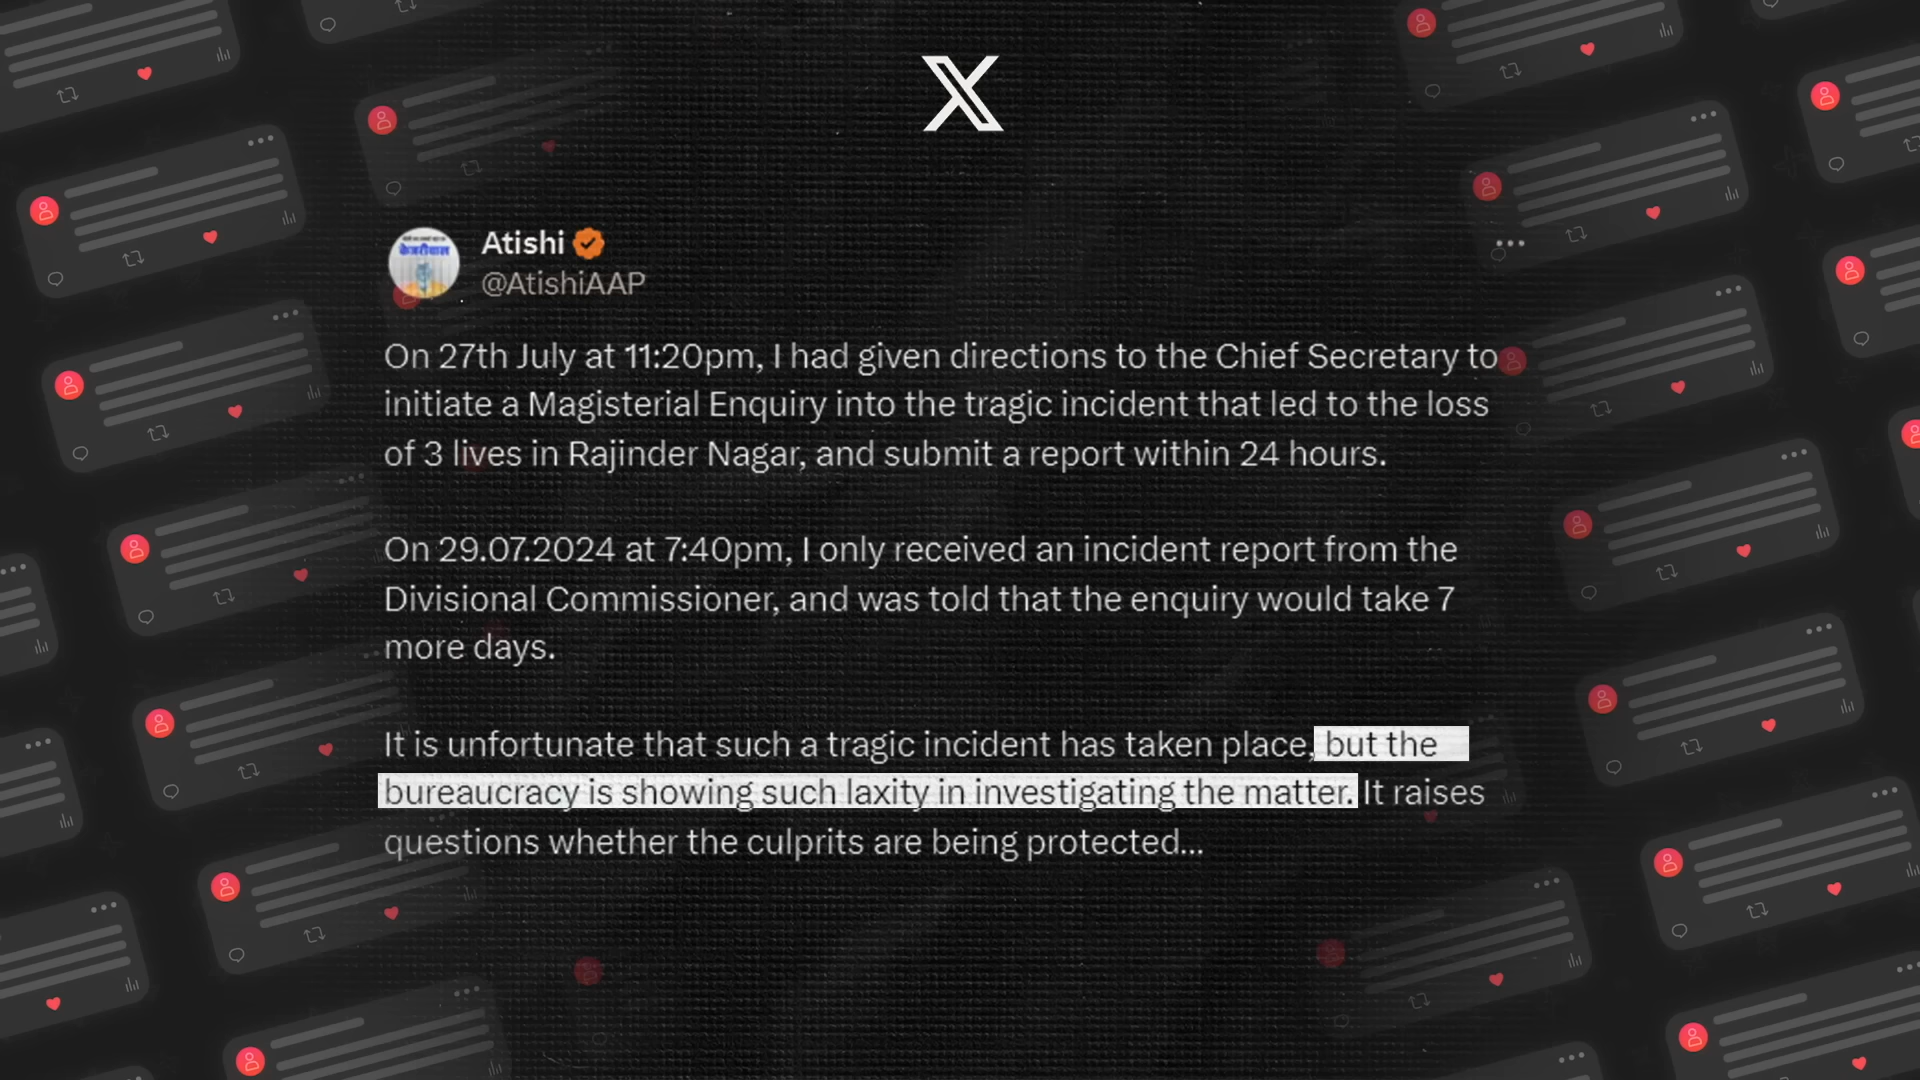 Atishi
@AtishiAAP
On 27th July at 11:20pm, I had given directions to the Chief Secretary to
initiate a Magisterial Enquiry into the tragic incident that led to the loss
of 3 lives in Rajinder Nagar, and submit a report within 24 hours.
On 29.07.2024 at 7:40pm, I only received an incident report from the
Divisional Commissioner, and was told that the enquiry would take 7
more days.
It is unfortunate that such a tragic incident has taken place, but the
bureaucracy is showing such laxity in investigating the matter. It raises
questions whether the culprits are being protected...
केजरीवाल